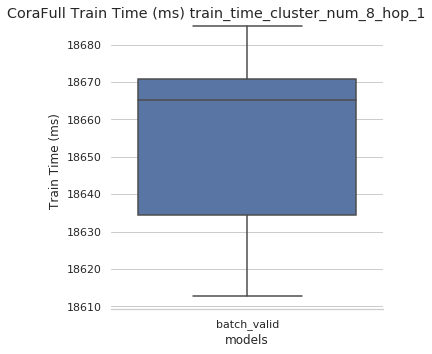 CoraFull Train Time (ms) train_time_cluster_num_8_hop_1
18680
18670
18660
18650
18640
18630
18620
18610
Train Time (ms)
batch_valid
models